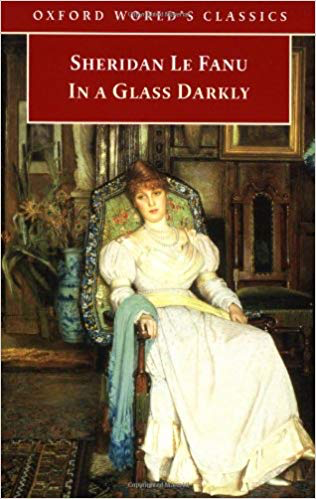 OXFORD WORLD'S CLASSICS
SHERIDAN LE FANU
IN A GLASS DARKLY